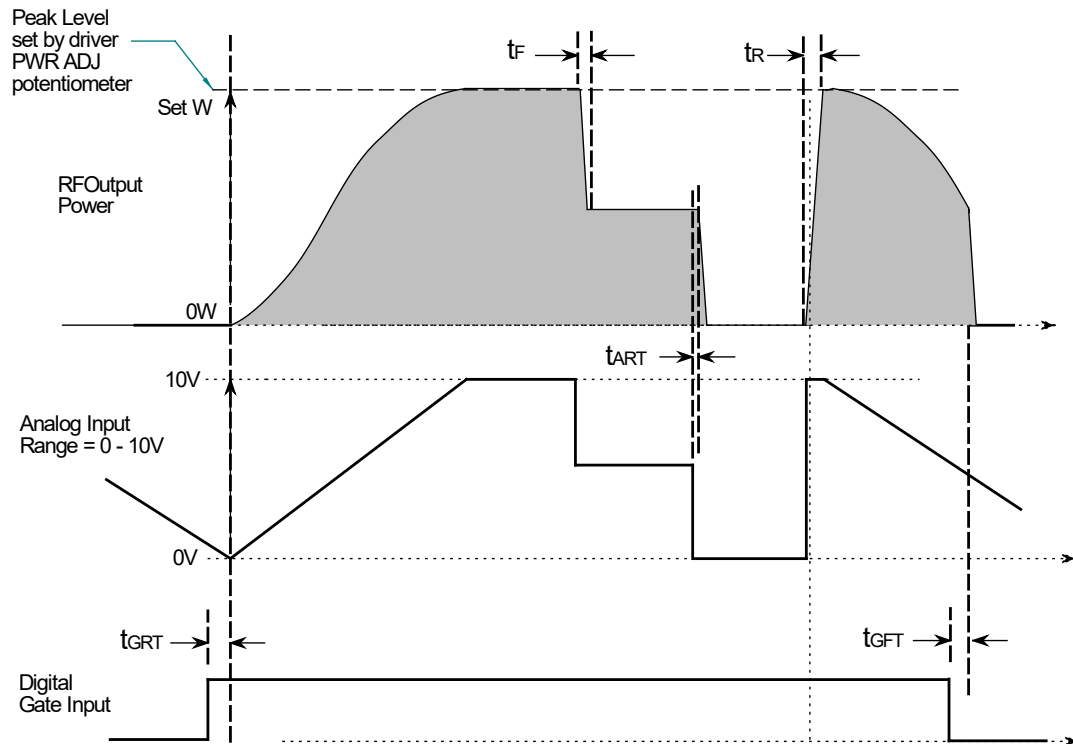 Peak Level
set by driver
PWR ADJ
potentiometer
tF
tR
Set W
RFOutput
Power
0W
tART
10V
Analog Input
Range = 0 - 10V
0V
tGRT
tGFT
Digital
Gate Input